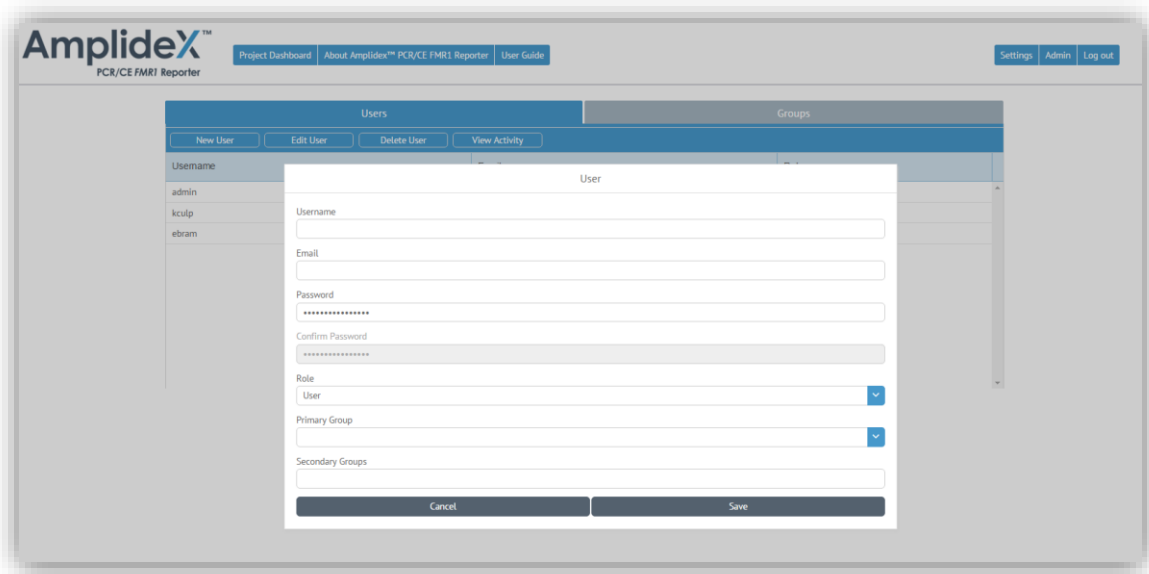 AmplideX™
PCR/CE FMR1 Reporter
Project Dashboard About Amplidex™ PCR/CE FMR1 Reporter User Guide
Settings Admin Log out
Users Groups
New User Edit User Delete User View Activity
Username
admin
kculp
ebram
User
Username
Email
Password
••••••••••••••••
Confirm Password
••••••••••••••••
Role
User
Primary Group
Secondary Groups
Cancel Save